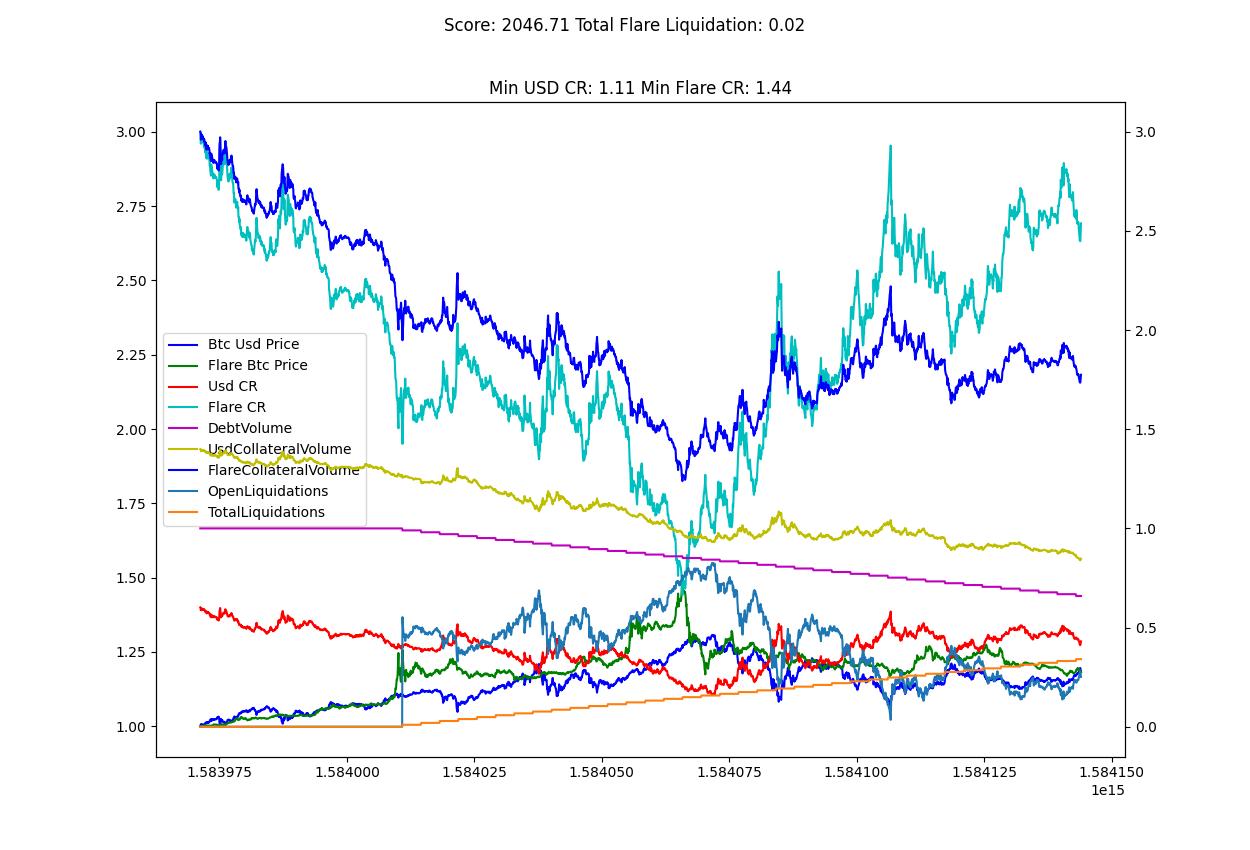 Score: 2046.71 Total Flare Liquidation: 0.02
Min USD CR: 1.11 Min Flare CR: 1.44
3.00
2.75
2.50
2.25
2.00
1.75
1.50
1.25
1.00
Btc Usd Price
Flare Btc Price
Usd CR
Flare CR
DebtVolume
UsdCollateralVolume
FlareCollateralVolume
OpenLiquidations
TotalLiquidations
3.0
2.5
2.0
1.5
1.0
0.5
0.0
1.583975 1.584000 1.584025 1.584050 1.584075 1.584100 1.584125 1.584150
1e15